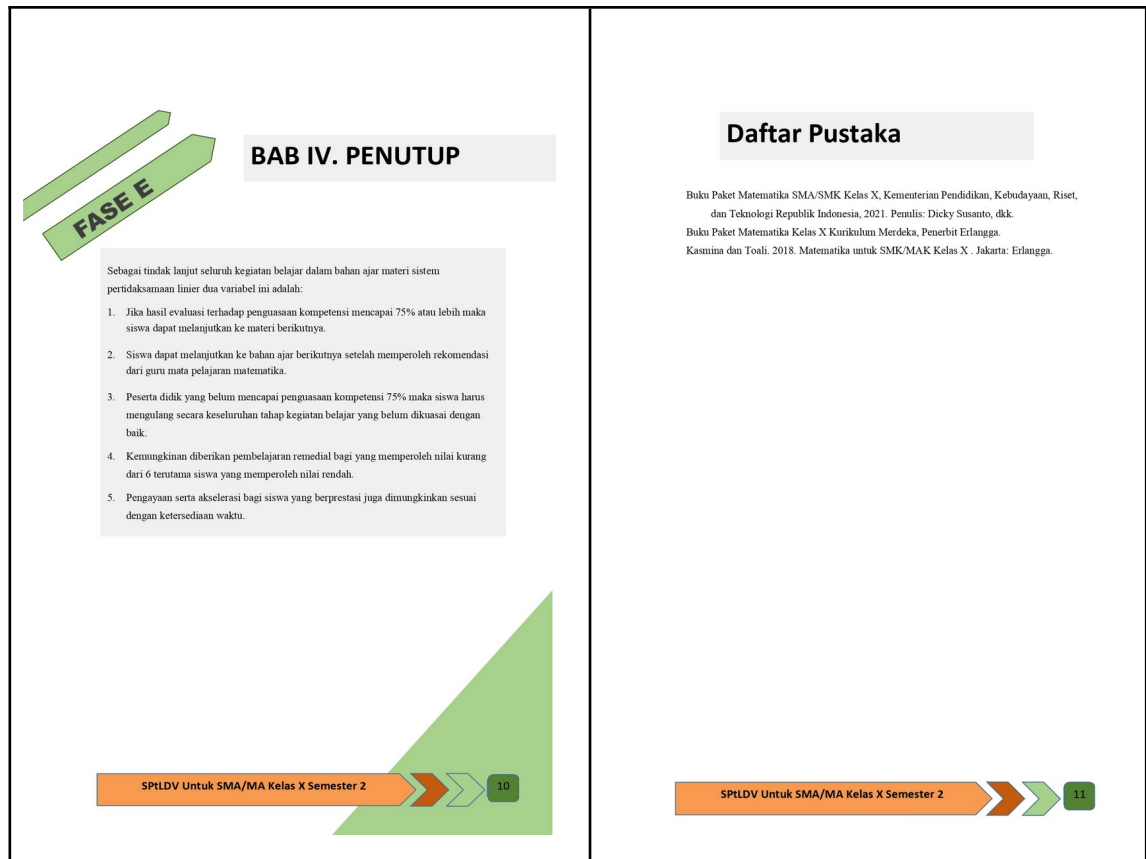 FASE E
BAB IV. PENUTUP
Sebagai tindak lanjut seluruh kegiatan belajar dalam bahan ajar materi sistem
pertidaksamaan linier dua variabel ini adalah:
1. Jika hasil evaluasi terhadap penguasaan kompetensi mencapai 75% atau lebih maka
siswa dapat melanjutkan ke materi berikutnya.
2. Siswa dapat melanjutkan ke bahan ajar berikutnya setelah memperoleh rekomendasi
dari guru mata pelajaran matematika.
3. Peserta didik yang belum mencapai penguasaan kompetensi 75% maka siswa harus
mengulang secara keseluruhan tahap kegiatan belajar yang belum dikuasai dengan
baik.
4. Kemungkinan diberikan pembelajaran remedial bagi yang memperoleh nilai kurang
dari 6 terutama siswa yang memperoleh nilai rendah.
5. Pengayaan serta akselerasi bagi siswa yang berprestasi juga dimungkinkan sesuai
dengan ketersediaan waktu.
SPtLDV Untuk SMA/MA Kelas X Semester 2
10
Daftar Pustaka
Buku Paket Matematika SMA/SMK Kelas X, Kementerian Pendidikan, Kebudayaan, Riset,
dan Teknologi Republik Indonesia, 2021. Penulis: Dicky Susanto, dkk.
Buku Paket Matematika Kelas X Kurikulum Merdeka, Penerbit Erlangga.
Kasmina dan Toali. 2018. Matematika untuk SMK/MAK Kelas X . Jakarta: Erlangga.
SPtLDV Untuk SMA/MA Kelas X Semester 2
11